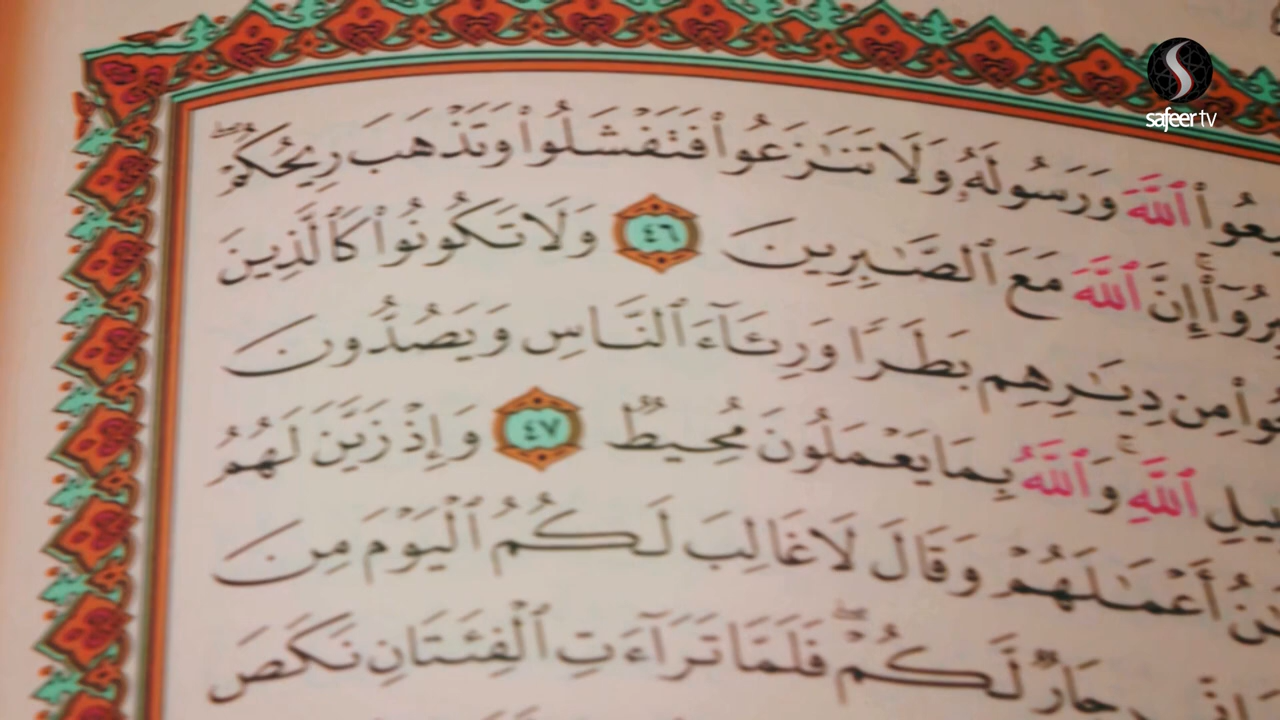 safeer tv
ٱللَّهَ وَرَسُولَهُۥ وَلَا تَنَٰزَعُوا۟ فَتَفْشَلُوا۟ وَتَذْهَبَ رِيحُكُمْ ۖ
إِنَّ ٱللَّهَ مَعَ ٱلصَّٰبِرِينَ ٤٦ وَلَا تَكُونُوا۟ كَٱلَّذِينَ
مِن دِيَٰرِهِم بَطَرًا وَرِئَآءَ ٱلنَّاسِ وَيَصُدُّونَ
ٱللَّهِ ۚ وَٱللَّهُ بِمَا يَعْمَلُونَ مُحِيطٌ ٤٧ وَإِذْ زَيَّنَ لَهُمُ
أَعْمَٰلَهُمْ وَقَالَ لَا غَالِبَ لَكُمُ ٱلْيَوْمَ مِنَ
جَارٌ لَّكُمْ ۖ فَلَمَّا تَرَآءَتِ ٱلْفِئَتَانِ نَكَصَ